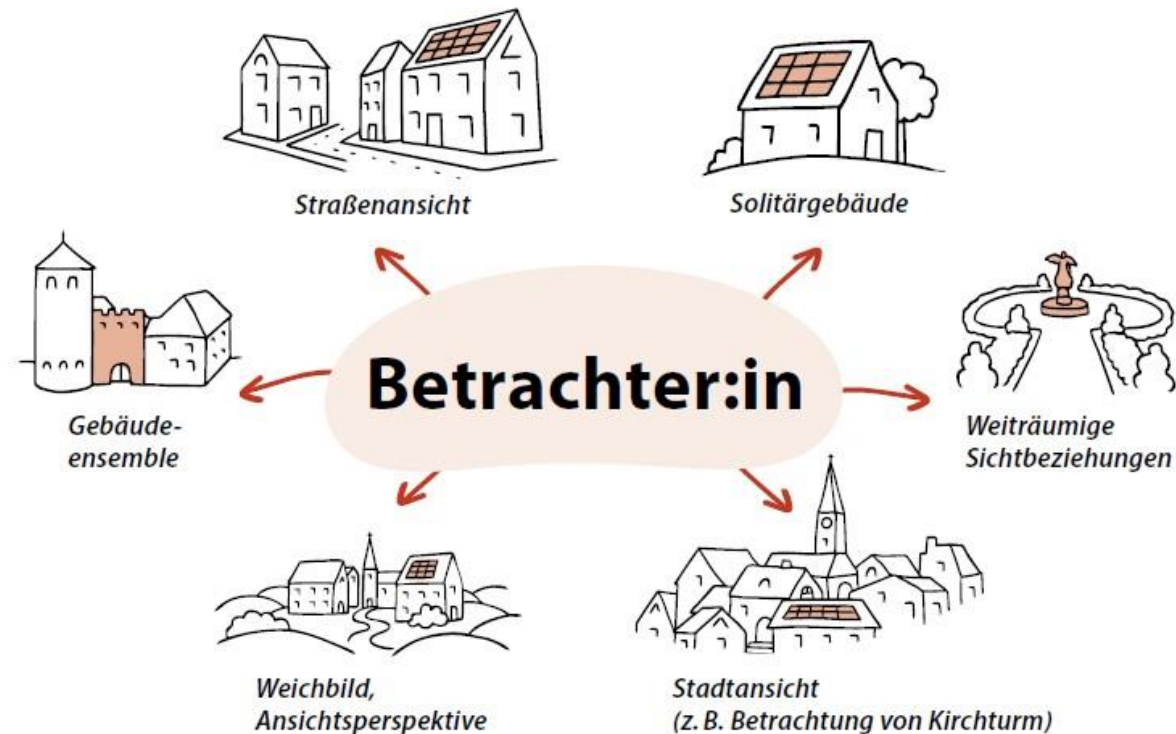 Straßenansicht
Solitärgebäude
Gebäude-
ensemble
Betrachter:in
Weiträumige
Sichtbeziehungen
Weichbild,
Ansichtsperspektive
Stadtansicht
(z. B. Betrachtung von Kirchturm)